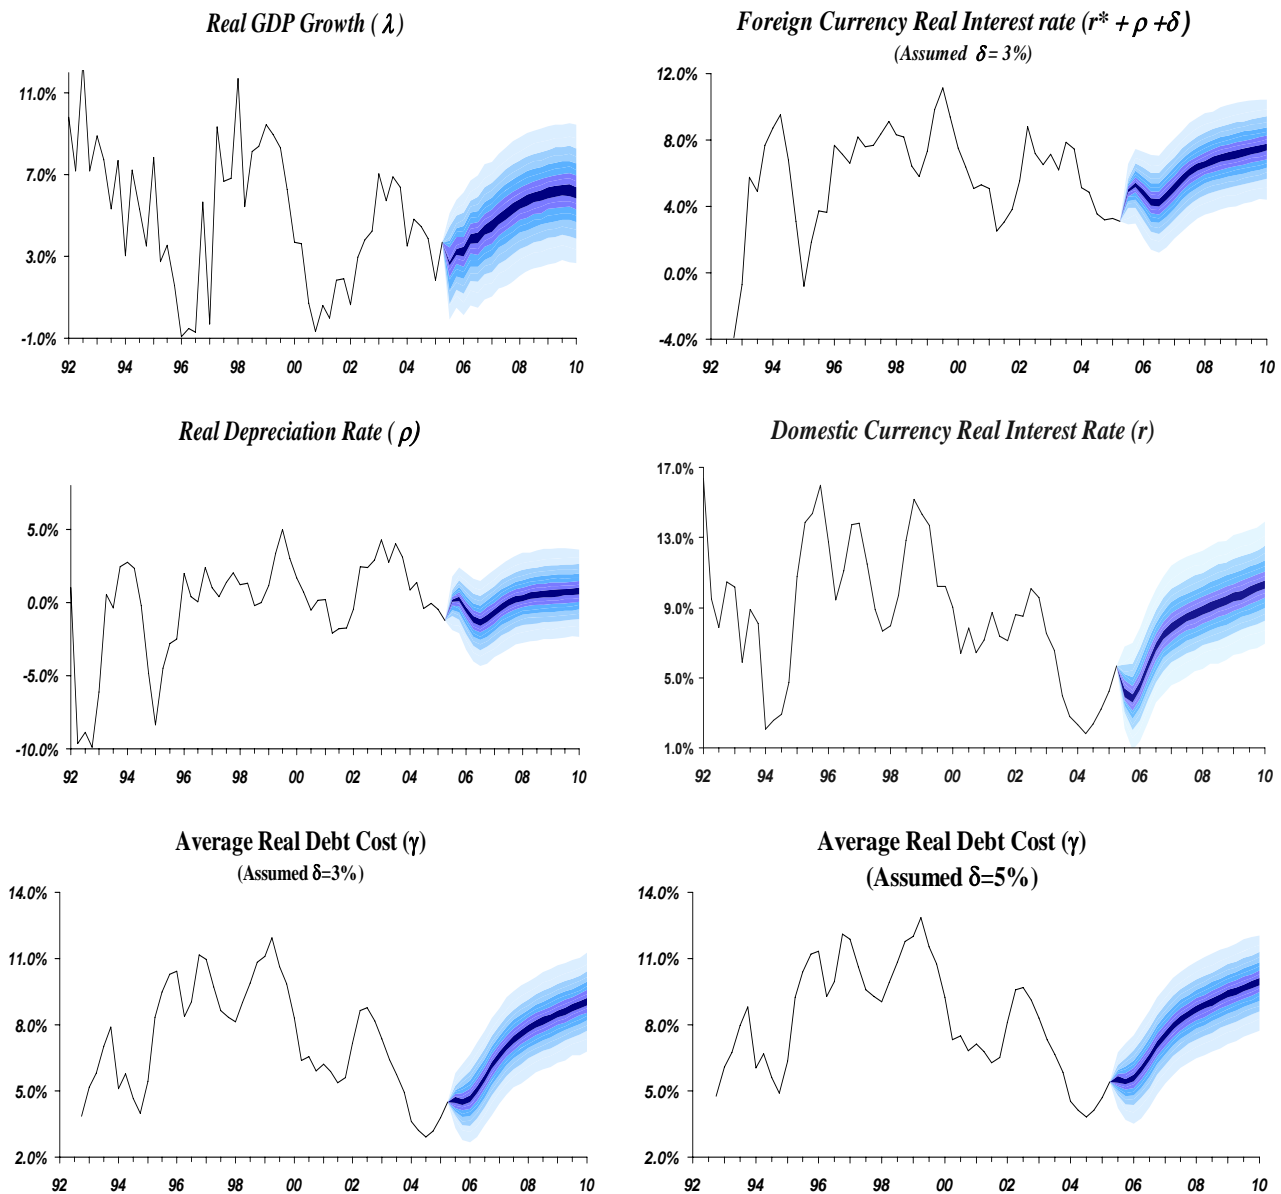 Real GDP Growth ( λ )
11.0%
7.0%
3.0%
-1.0%
92 94 96 98 00 02 04 06 08 10
Foreign Currency Real Interest rate (r* + ρ +δ )
(Assumed δ = 3%)
12.0%
8.0%
4.0%
0.0%
-4.0%
92 94 96 98 00 02 04 06 08 10
Real Depreciation Rate ( ρ)
5.0%
0.0%
-5.0%
-10.0%
92 94 96 98 00 02 04 06 08 10
Domestic Currency Real Interest Rate (r)
17.0%
13.0%
9.0%
5.0%
1.0%
92 94 96 98 00 02 04 06 08 10
Average Real Debt Cost (γ)
(Assumed δ=3%)
14.0%
11.0%
8.0%
5.0%
2.0%
92 94 96 98 00 02 04 06 08 10
Average Real Debt Cost (γ)
(Assumed δ=5%)
14.0%
11.0%
8.0%
5.0%
2.0%
92 94 96 98 00 02 04 06 08 10